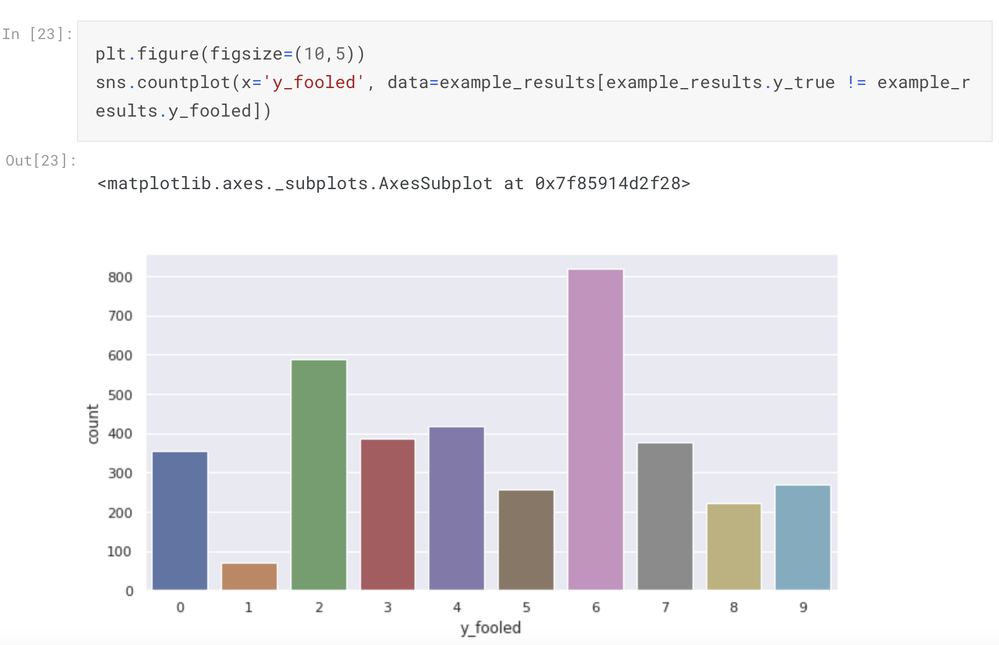 In [23]:
plt.figure(figsize=(10,5))
sns.countplot(x='y_fooled', data=example_results[example_results.y_true != example_r
esults.y_fooled])
Out[23]:
<matplotlib.axes._subplots.AxesSubplot at 0x7f85914d2f28>
800
700
600
500
400
300
200
100
0
count
0 1 2 3 4 5 6 7 8 9
y_fooled